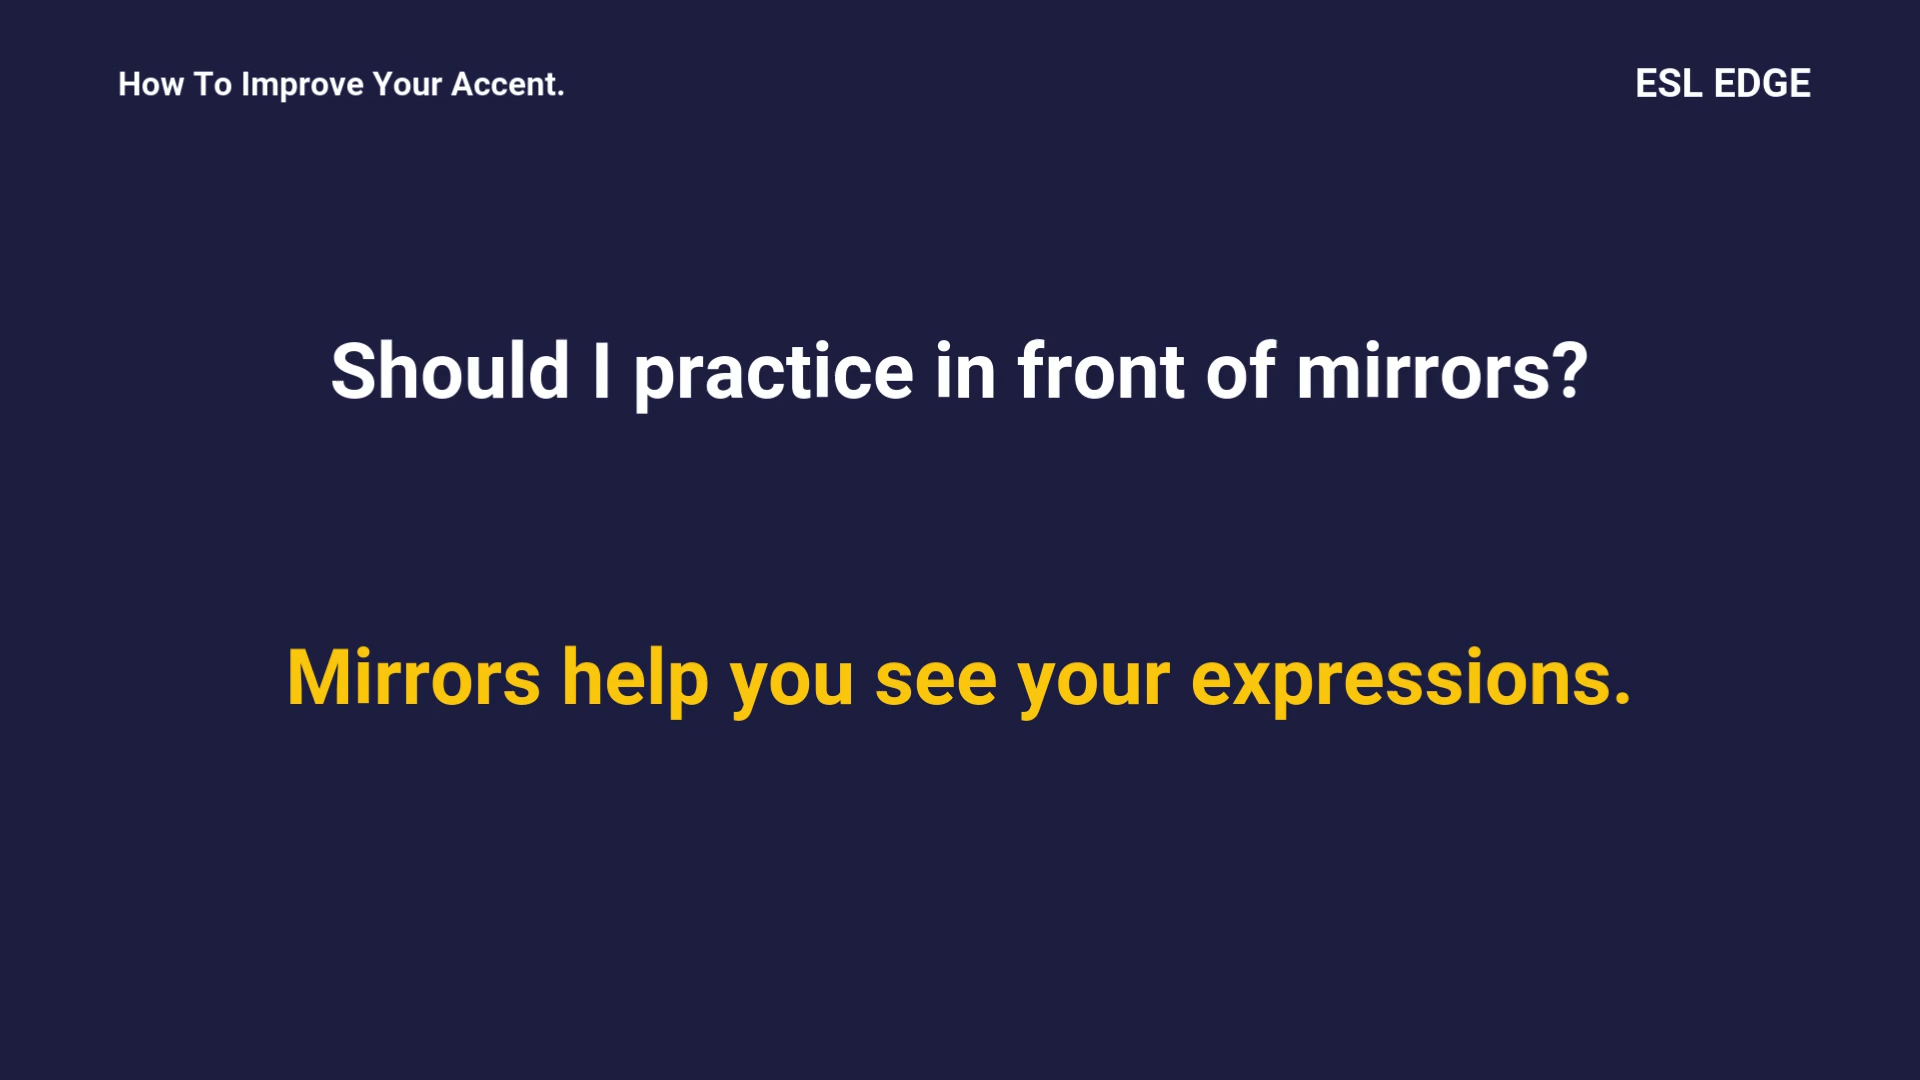 How To Improve Your Accent.
ESL EDGE
Should I practice in front of mirrors?
Mirrors help you see your expressions.